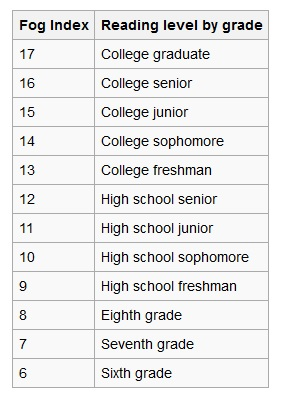 Fog Index Reading level by grade
17 College graduate
16 College senior
15 College junior
14 College sophomore
13 College freshman
12 High school senior
11 High school junior
10 High school sophomore
9 High school freshman
8 Eighth grade
7 Seventh grade
6 Sixth grade